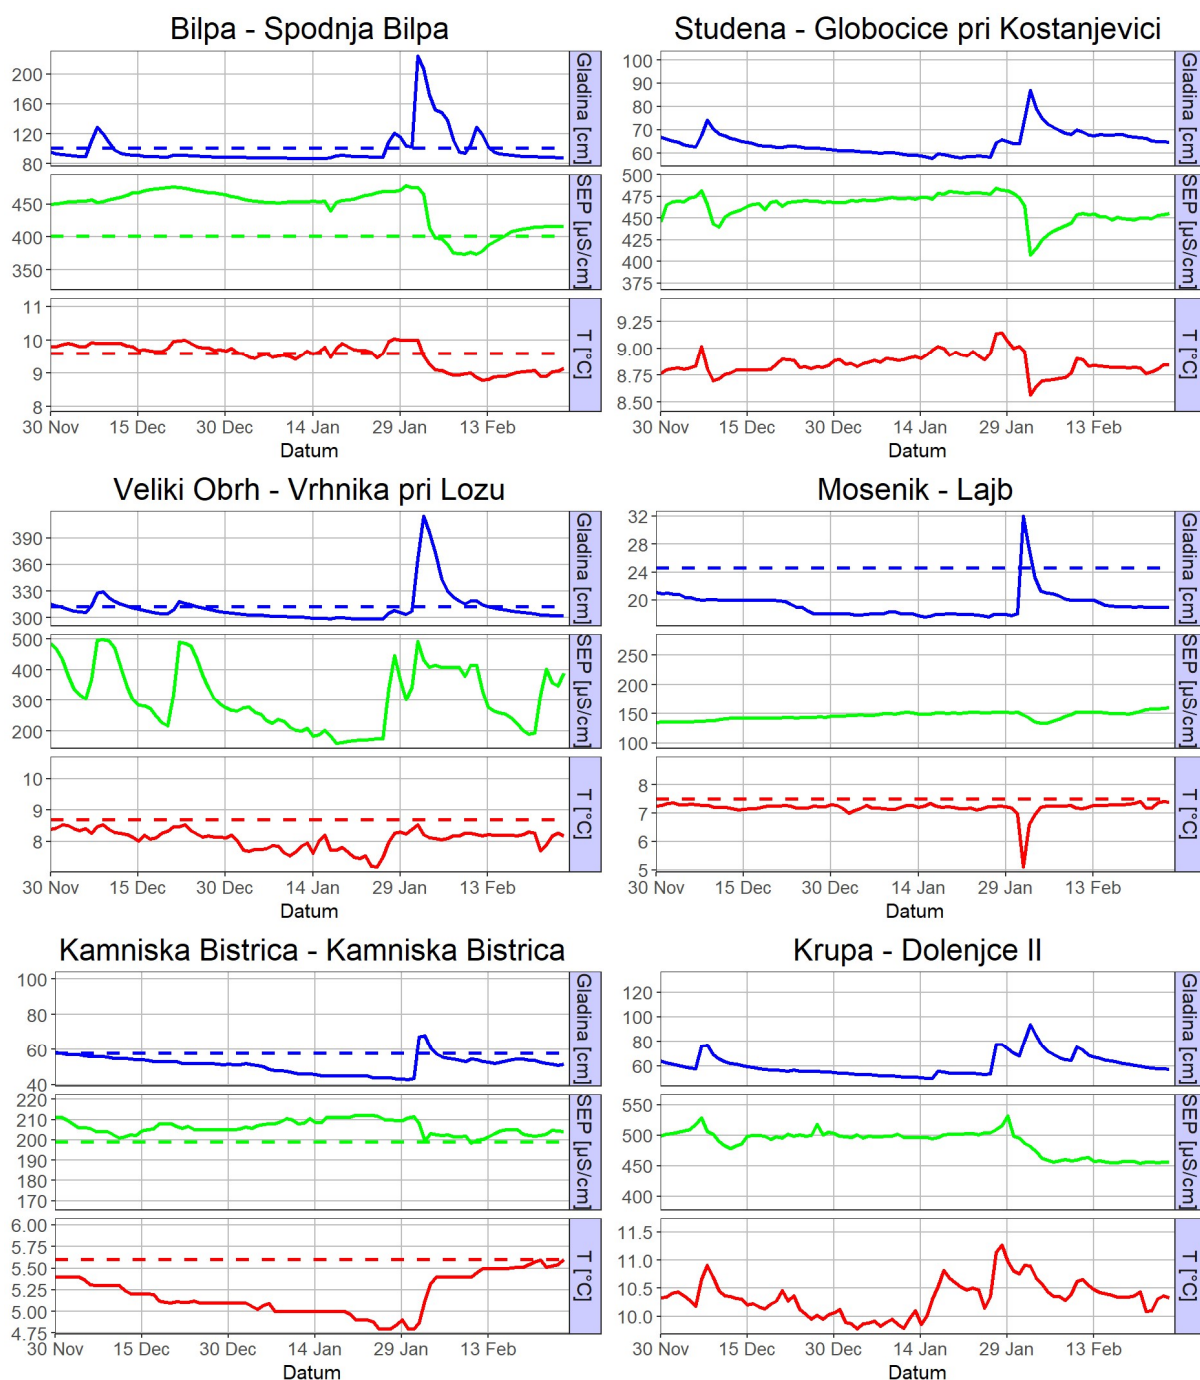 Bilpa - Spodnja Bilpa
200
160
120
80
Gladina [cm]
450
400
350
SEP [µS/cm]
11
10
9
8
T [°C]
30 Nov 15 Dec 30 Dec 14 Jan 29 Jan 13 Feb
Datum
Studena - Globocice pri Kostanjevici
100
90
80
70
60
Gladina [cm]
500
475
450
425
400
375
SEP [µS/cm]
9.25
9.00
8.75
8.50
T [°C]
30 Nov 15 Dec 30 Dec 14 Jan 29 Jan 13 Feb
Datum
Veliki Obrh - Vrhnika pri Lozu
390
360
330
300
Gladina [cm]
500
400
300
200
SEP [µS/cm]
10
9
8
T [°C]
30 Nov 15 Dec 30 Dec 14 Jan 29 Jan 13 Feb
Datum
Mosenik - Lajb
32
28
24
20
Gladina [cm]
250
200
150
100
SEP [µS/cm]
8
7
6
5
T [°C]
30 Nov 15 Dec 30 Dec 14 Jan 29 Jan 13 Feb
Datum
Kamniska Bistrica - Kamniska Bistrica
100
80
60
40
Gladina [cm]
220
210
200
190
180
170
SEP [µS/cm]
6.00
5.75
5.50
5.25
5.00
4.75
T [°C]
30 Nov 15 Dec 30 Dec 14 Jan 29 Jan 13 Feb
Datum
Krupa - Dolenjce II
120
100
80
60
Gladina [cm]
550
500
450
400
SEP [µS/cm]
11.5
11.0
10.5
10.0
T [°C]
30 Nov 15 Dec 30 Dec 14 Jan 29 Jan 13 Feb
Datum